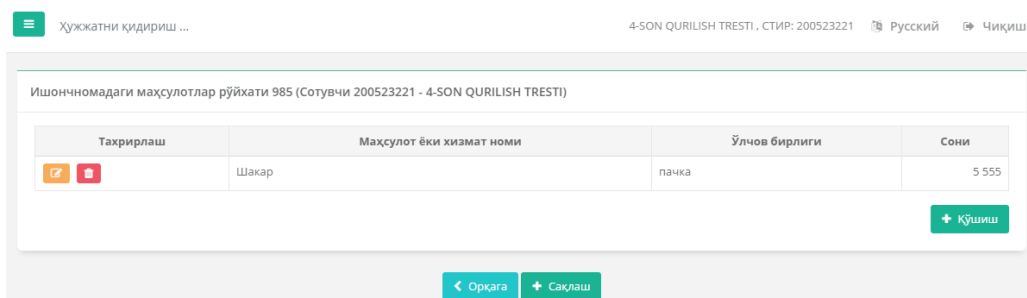 Ҳужжатни қидириш ...
4-SON QURILISH TRESTI , СТИР: 200523221 Русский Чиқиш
Ишончномадаги маҳсулотлар рўйхати 985 (Сотувчи 200523221 - 4-SON QURILISH TRESTI)
Тахрирлаш Маҳсулот ёки хизмат номи Ўлчов бирлиги Сони
Шакар пачка 5 555
Қўшиш
Орқага Сақлаш